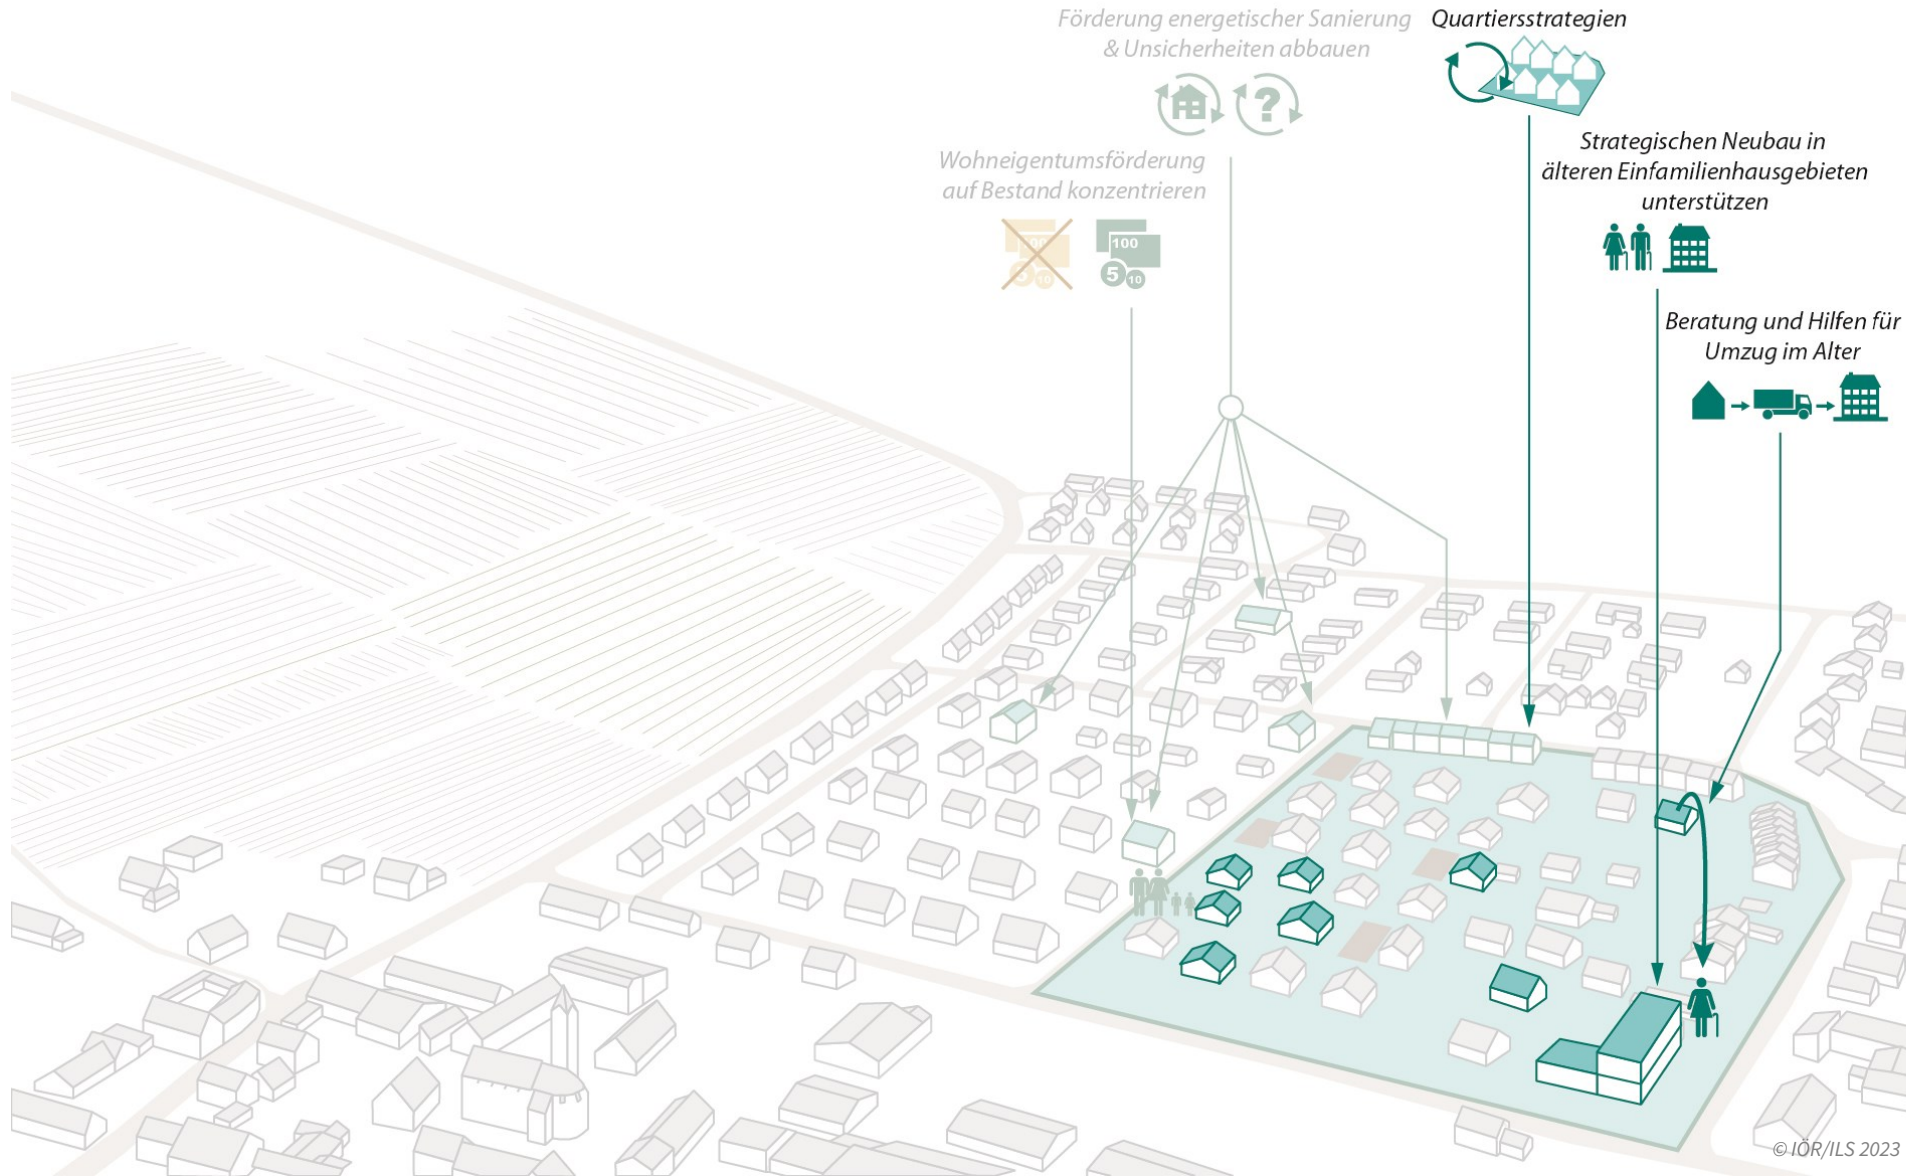 Förderung energetischer Sanierung
& Unsicherheiten abbauen
?
Quartiersstrategien
Strategischen Neubau in
älteren Einfamilienhausgebieten
unterstützen
Wohneigentumsförderung
auf Bestand konzentrieren
100
5
10
10
Beratung und Hilfen für
Umzug im Alter
© IÖR/ILS 2023